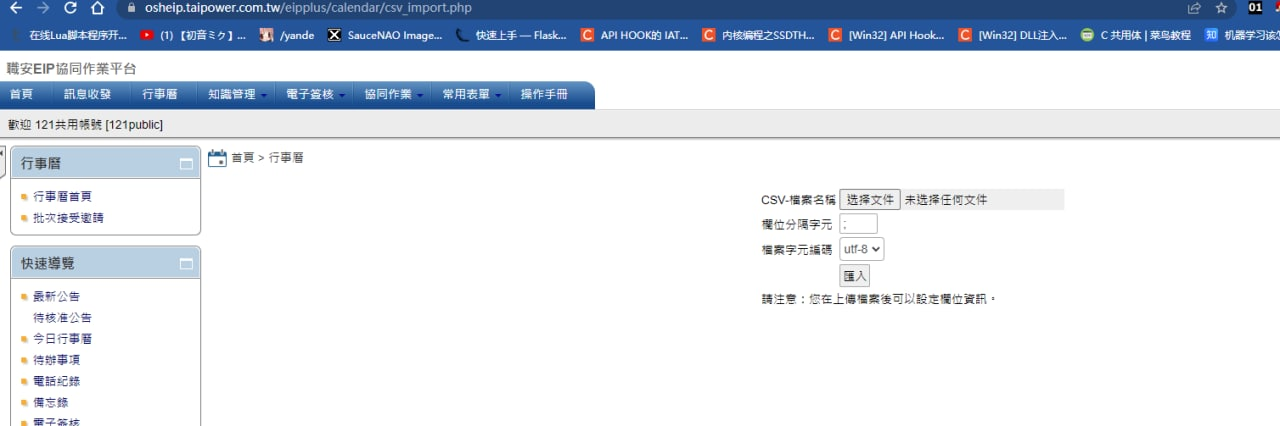 osheip.taipower.com.tw/eipplus/calendar/csv_import.php
01
在线Lua脚本程序开... (1) 【初音ミク】... /yande SauceNAO Image... 快速上手 — Flask... API HOOK的 IAT... 内核编程之SSDTH... [Win32] API Hook... [Win32] DLL注入... C 共用体 | 菜鸟教程 知
職安EIP協同作業平台
首頁 訊息收發 行事曆 知識管理 電子簽核 協同作業 常用表單 操作手冊
歡迎 121共用帳號 [121public]
行事曆
行事曆首頁
批次接受邀請
快速導覽
最新公告
待核准公告
今日行事曆
待辦事項
電話紀錄
備忘錄
電子簽核
首頁 > 行事曆
CSV-檔案名稱 选择文件 未选择任何文件
欄位分隔字元 ;
檔案字元編碼 utf-8
匯入
請注意：您在上傳檔案後可以設定欄位資訊。